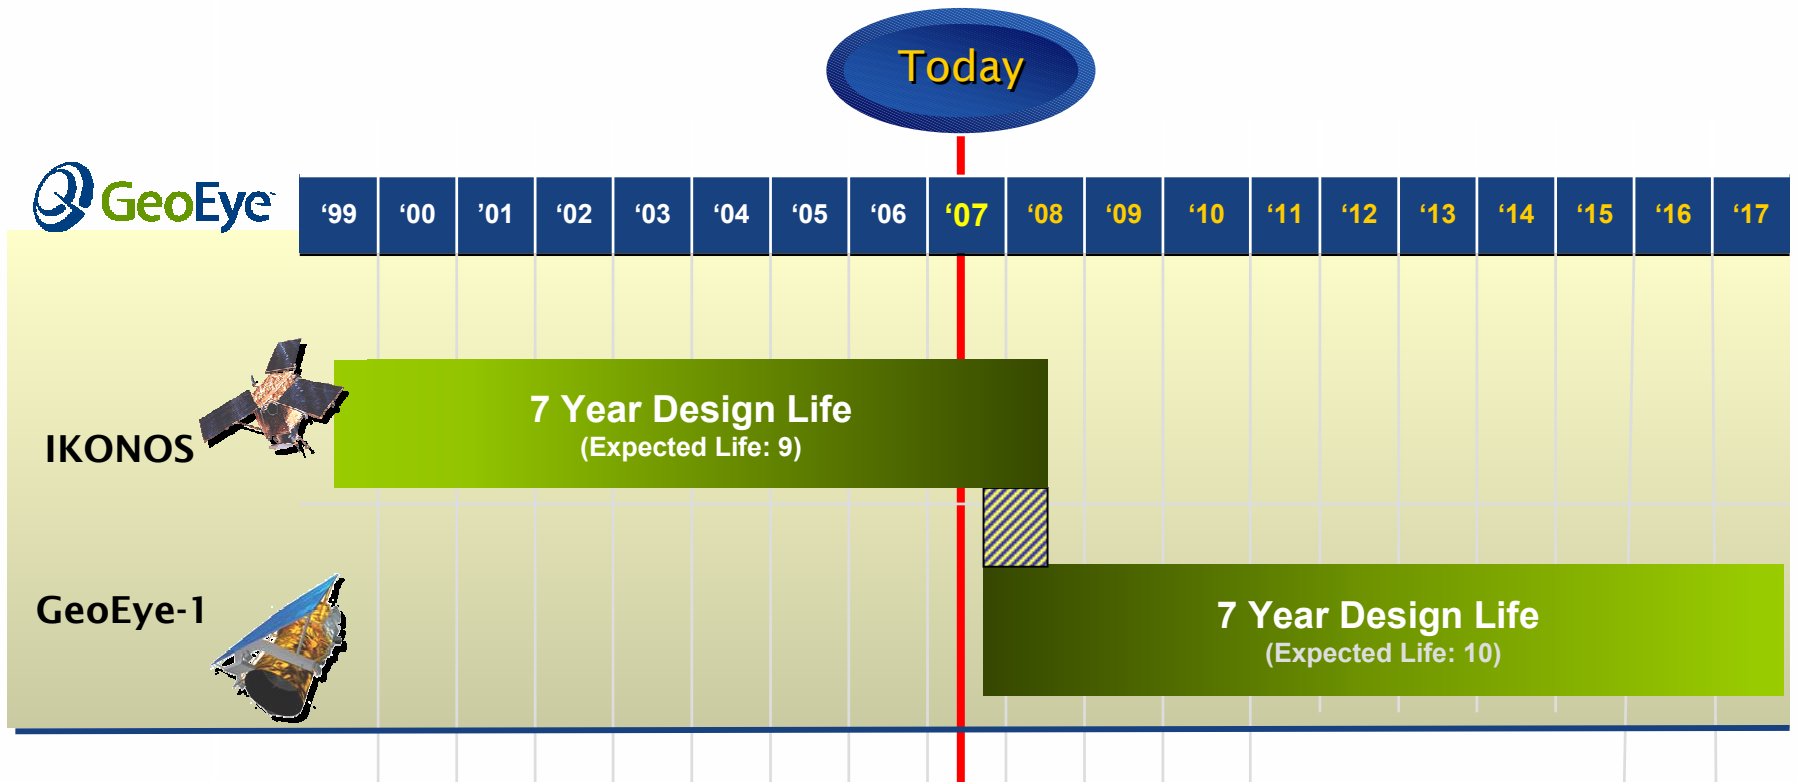 Today
GeoEye™
‘99 ‘00 ’01 ‘02 ‘03 ‘04 ‘05 ‘06 ‘07 ‘08 ‘09 ‘10 ‘11 ‘12 ‘13 ‘14 ‘15 ‘16 ‘17
7 Year Design Life
(Expected Life: 9)
IKONOS
GeoEye-1
7 Year Design Life
(Expected Life: 10)